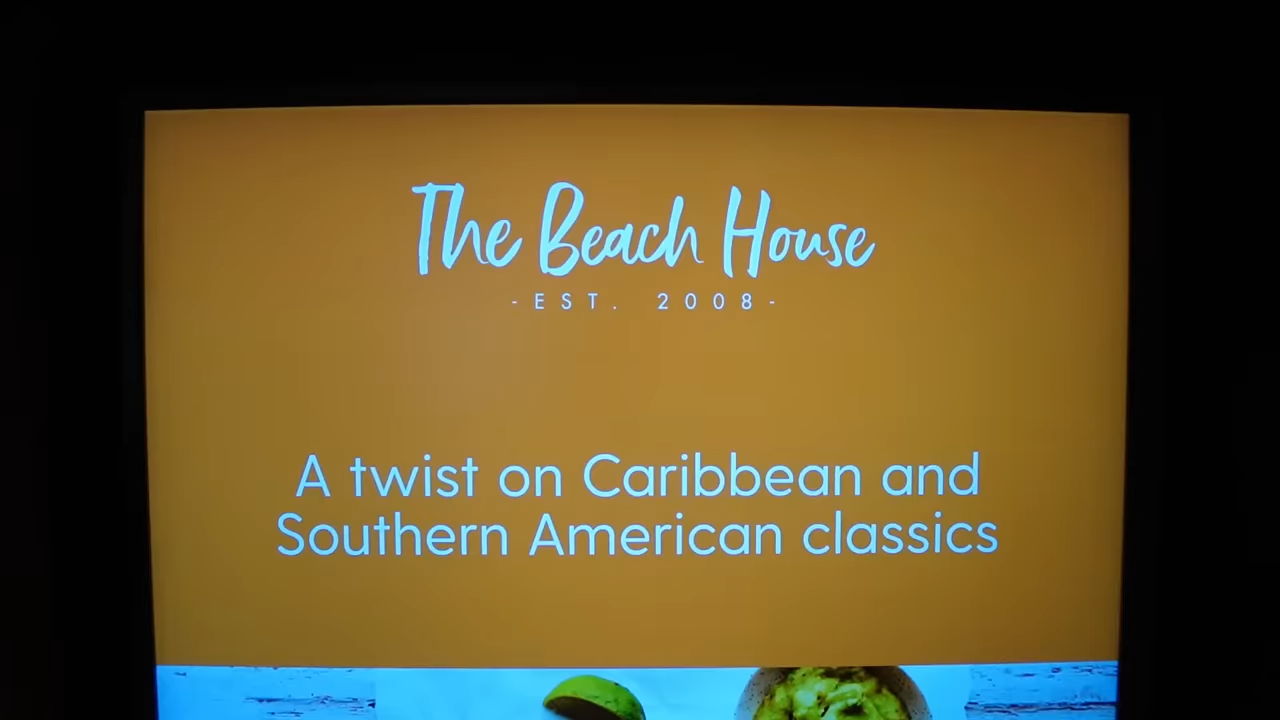 The Beach House
-EST. 2008-
A twist on Caribbean and
Southern American classics